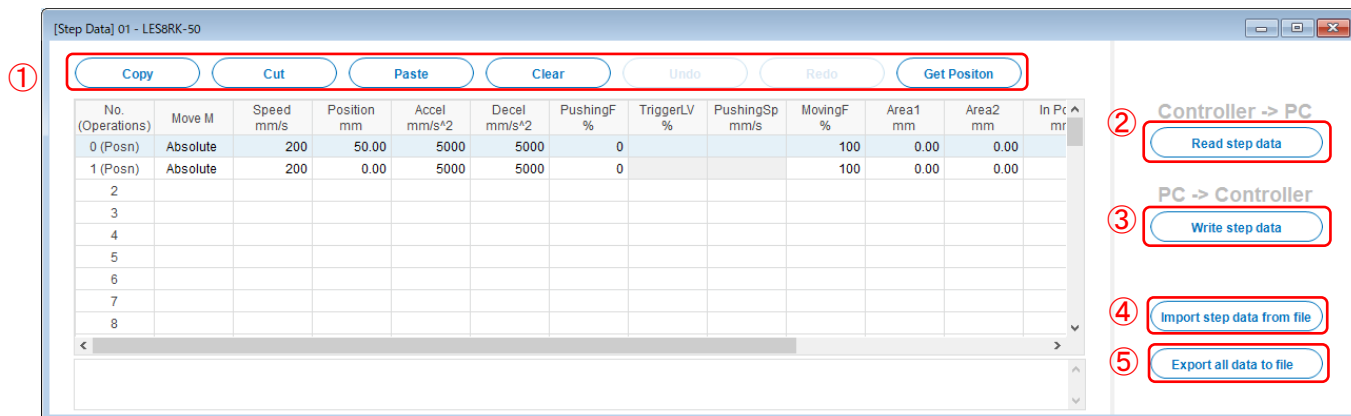 [Step Data] 01 - LES8RK-50
① Copy Cut Paste Clear Undo Redo Get Positon
No. (Operations) Move M Speed mm/s Position mm Accel mm/s^2 Decel mm/s^2 PushingF % TriggerLV % PushingSp mm/s MovingF % Area1 mm Area2 mm In Pc mr
0 (Posn) Absolute 200 50.00 5000 5000 0 100 0.00 0.00
1 (Posn) Absolute 200 0.00 5000 5000 0 100 0.00 0.00
2
3
4
5
6
7
8
Controller -> PC
② Read step data
PC -> Controller
③ Write step data
④ Import step data from file
⑤ Export all data to file